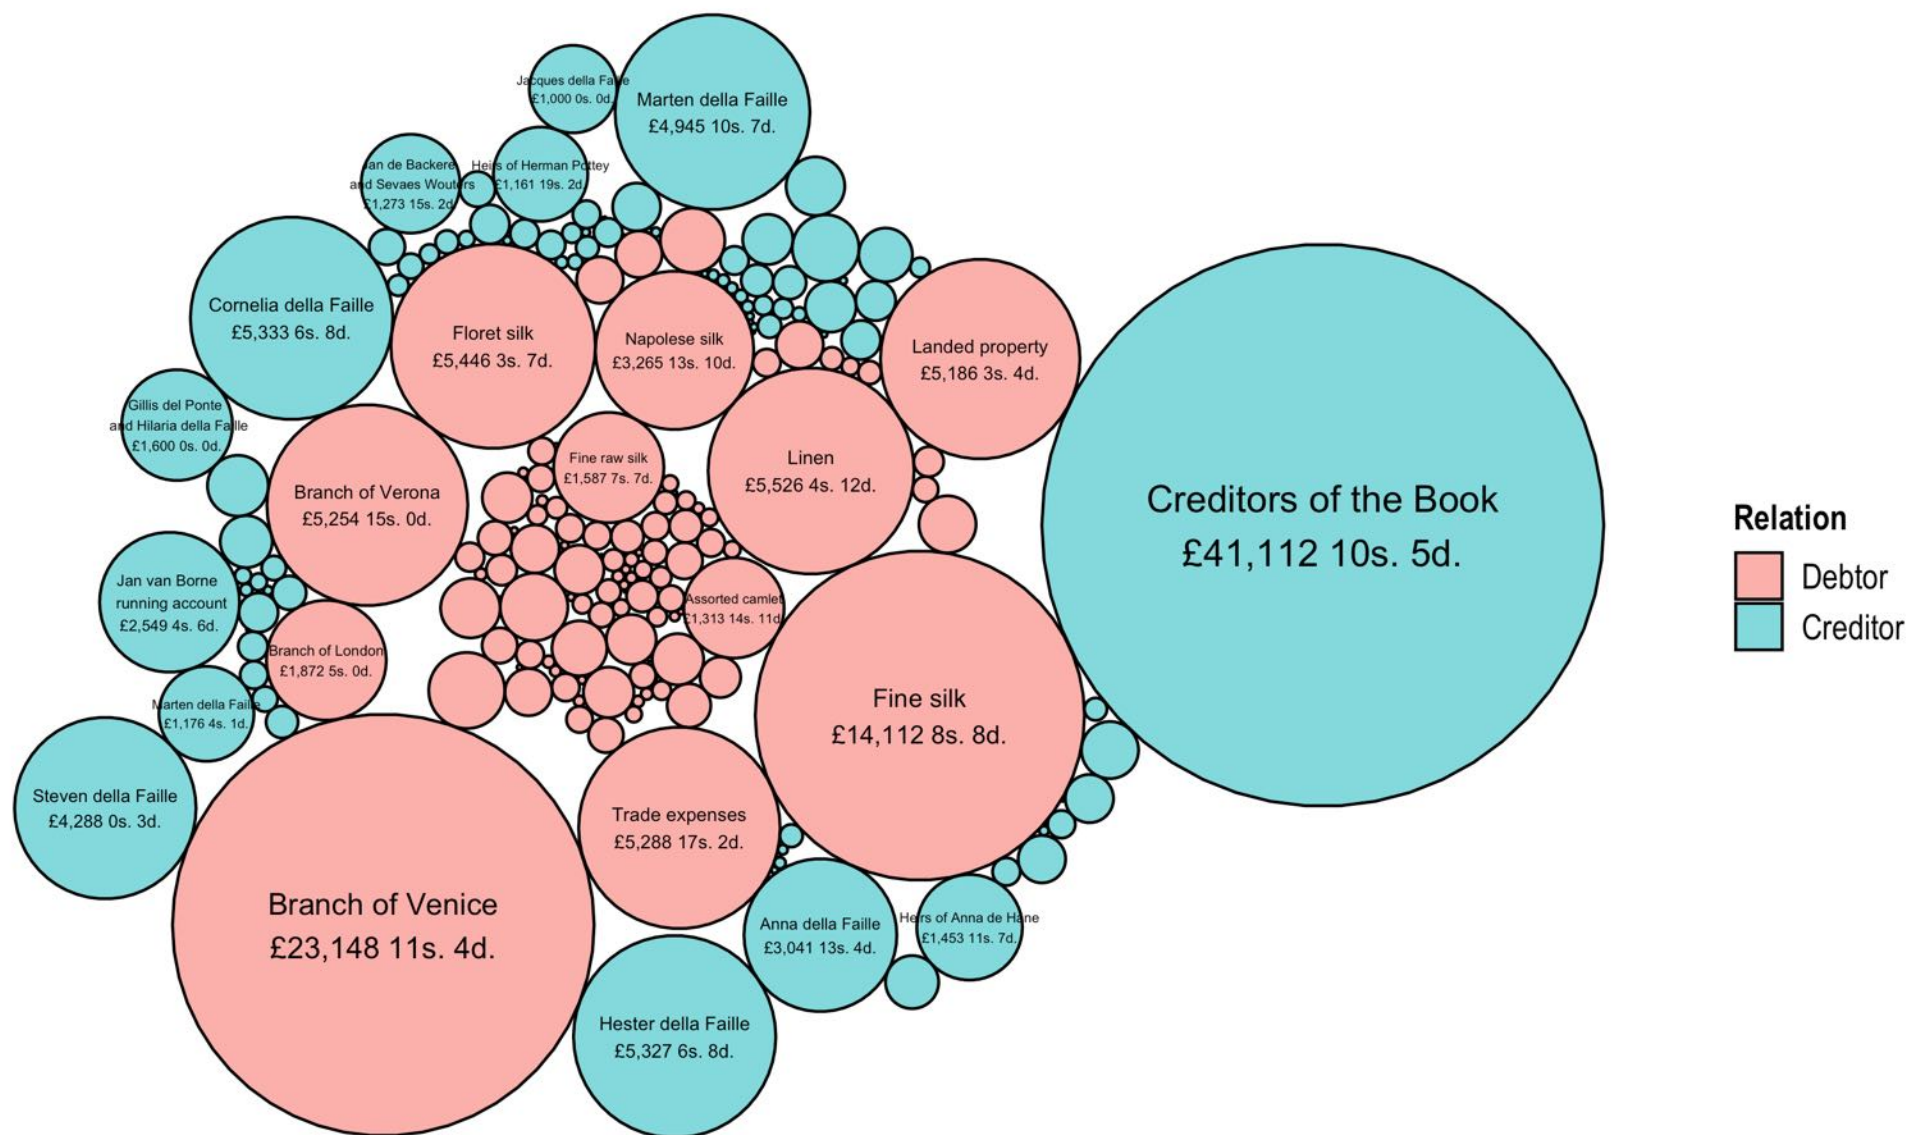 Jacques della Faille
£1,000 0s. 0d.
Marten della Faille
£4,945 10s. 7d.
Jan de Backere
and Sevaes Wouters
£1,273 15s. 2d.
Heirs of Herman Pottey
£1,161 19s. 2d.
Cornelia della Faille
£5,333 6s. 8d.
Floret silk
£5,446 3s. 7d.
Napolese silk
£3,265 13s. 10d.
Landed property
£5,186 3s. 4d.
Gillis del Ponte
and Hilaria della Faille
£1,600 0s. 0d.
Branch of Verona
£5,254 15s. 0d.
Fine raw silk
£1,587 7s. 7d.
Linen
£5,526 4s. 12d.
Creditors of the Book
£41,112 10s. 5d.
Relation
Debtor
Creditor
Jan van Borne
running account
£2,549 4s. 6d.
Assorted camlet
£1,313 14s. 11d.
Branch of London
£1,872 5s. 0d.
Marten della Faille
£1,176 4s. 1d.
Fine silk
£14,112 8s. 8d.
Steven della Faille
£4,288 0s. 3d.
Trade expenses
£5,288 17s. 2d.
Branch of Venice
£23,148 11s. 4d.
Anna della Faille
£3,041 13s. 4d.
Heirs of Anna de Hane
£1,453 11s. 7d.
Hester della Faille
£5,327 6s. 8d.